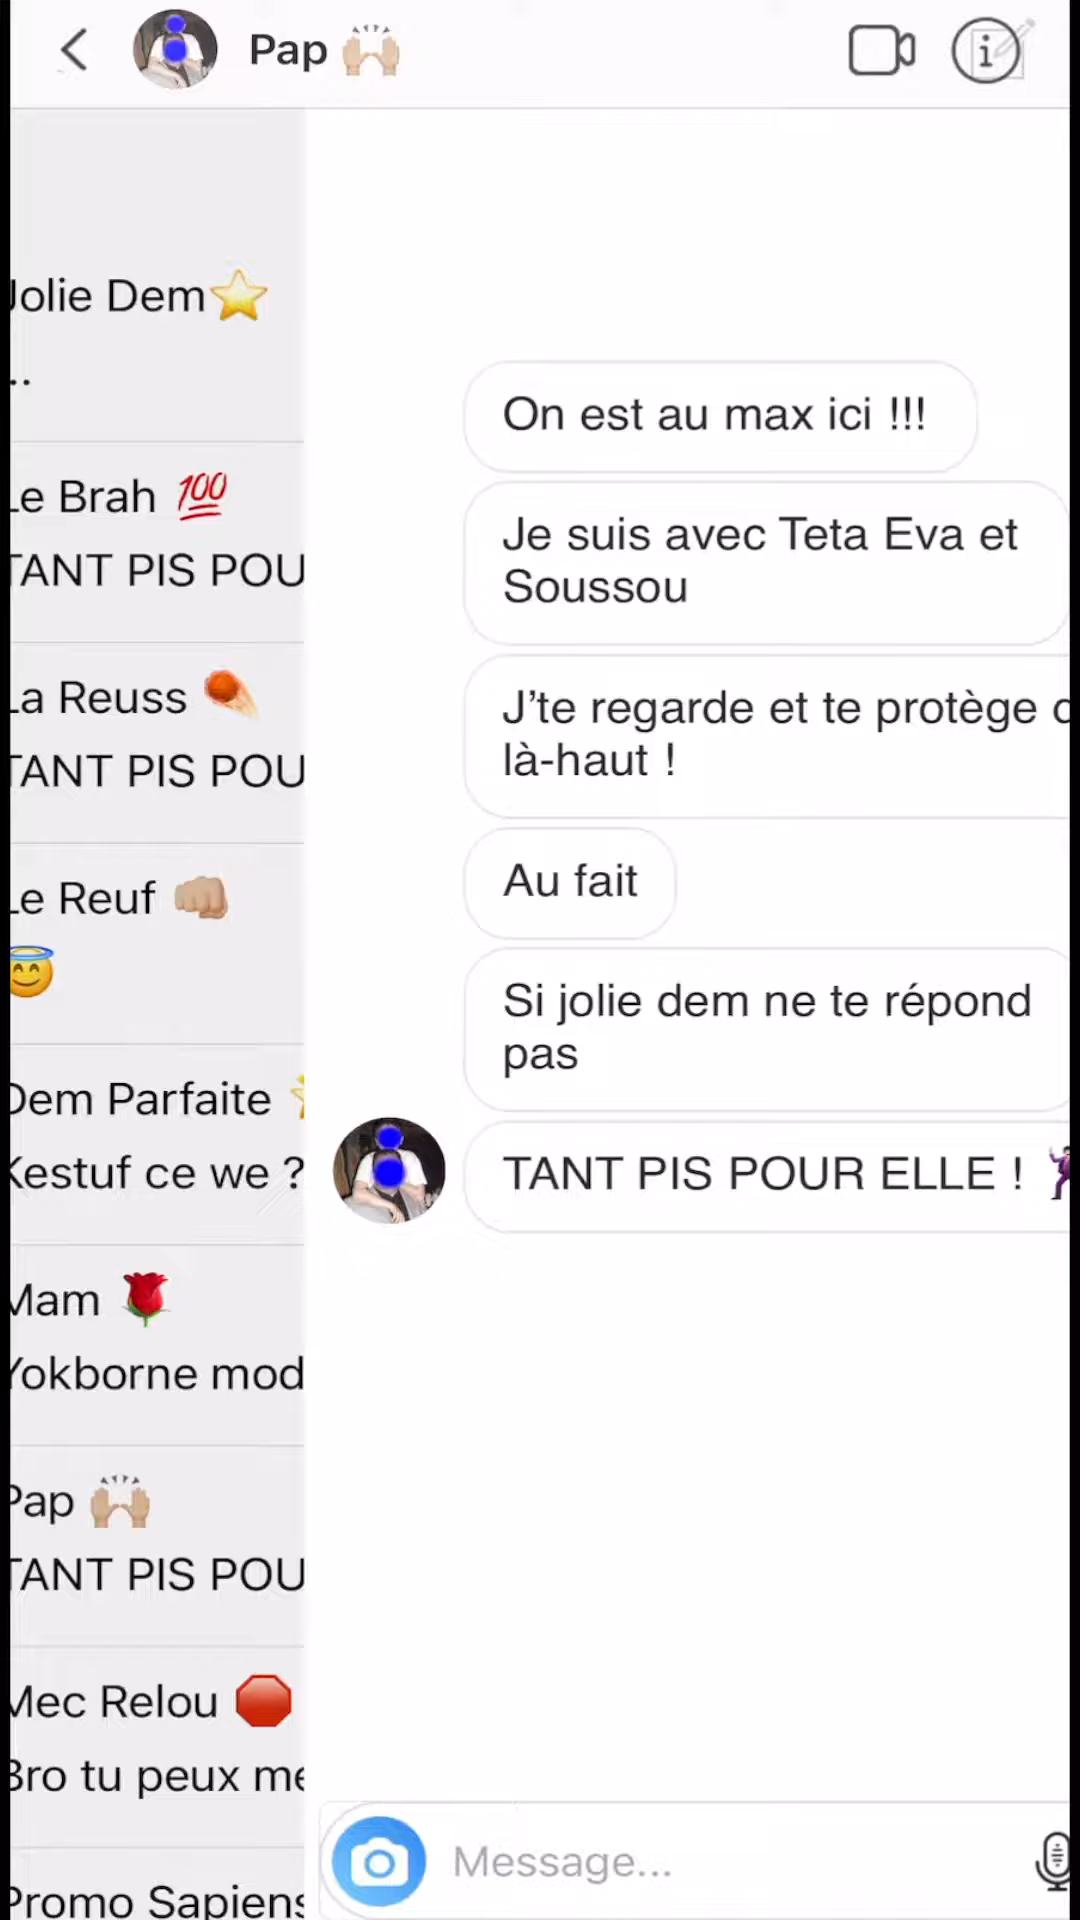 Pap 🙌🏼
Jolie Dem⭐
..
Le Brah 💯
TANT PIS POU
La Reuss ☄️
TANT PIS POU
Le Reuf 👊🏼
😇
Dem Parfaite
Kestuf ce we ?
Mam 🌹
Yokborne mod
Pap 🙌🏼
TANT PIS POU
Mec Relou 🛑
Bro tu peux me
Promo Sapiens
On est au max ici !!!
Je suis avec Teta Eva et
Soussou
J’te regarde et te protège
là-haut !
Au fait
Si jolie dem ne te répond
pas
TANT PIS POUR ELLE ! 🕺
Message...